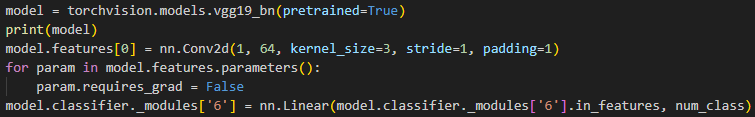 model = torchvision.models.vgg19_bn(pretrained=True)
print(model)
model.features[0] = nn.Conv2d(1, 64, kernel_size=3, stride=1, padding=1)
for param in model.features.parameters():
    param.requires_grad = False
model.classifier._modules['6'] = nn.Linear(model.classifier._modules['6'].in_features, num_class)